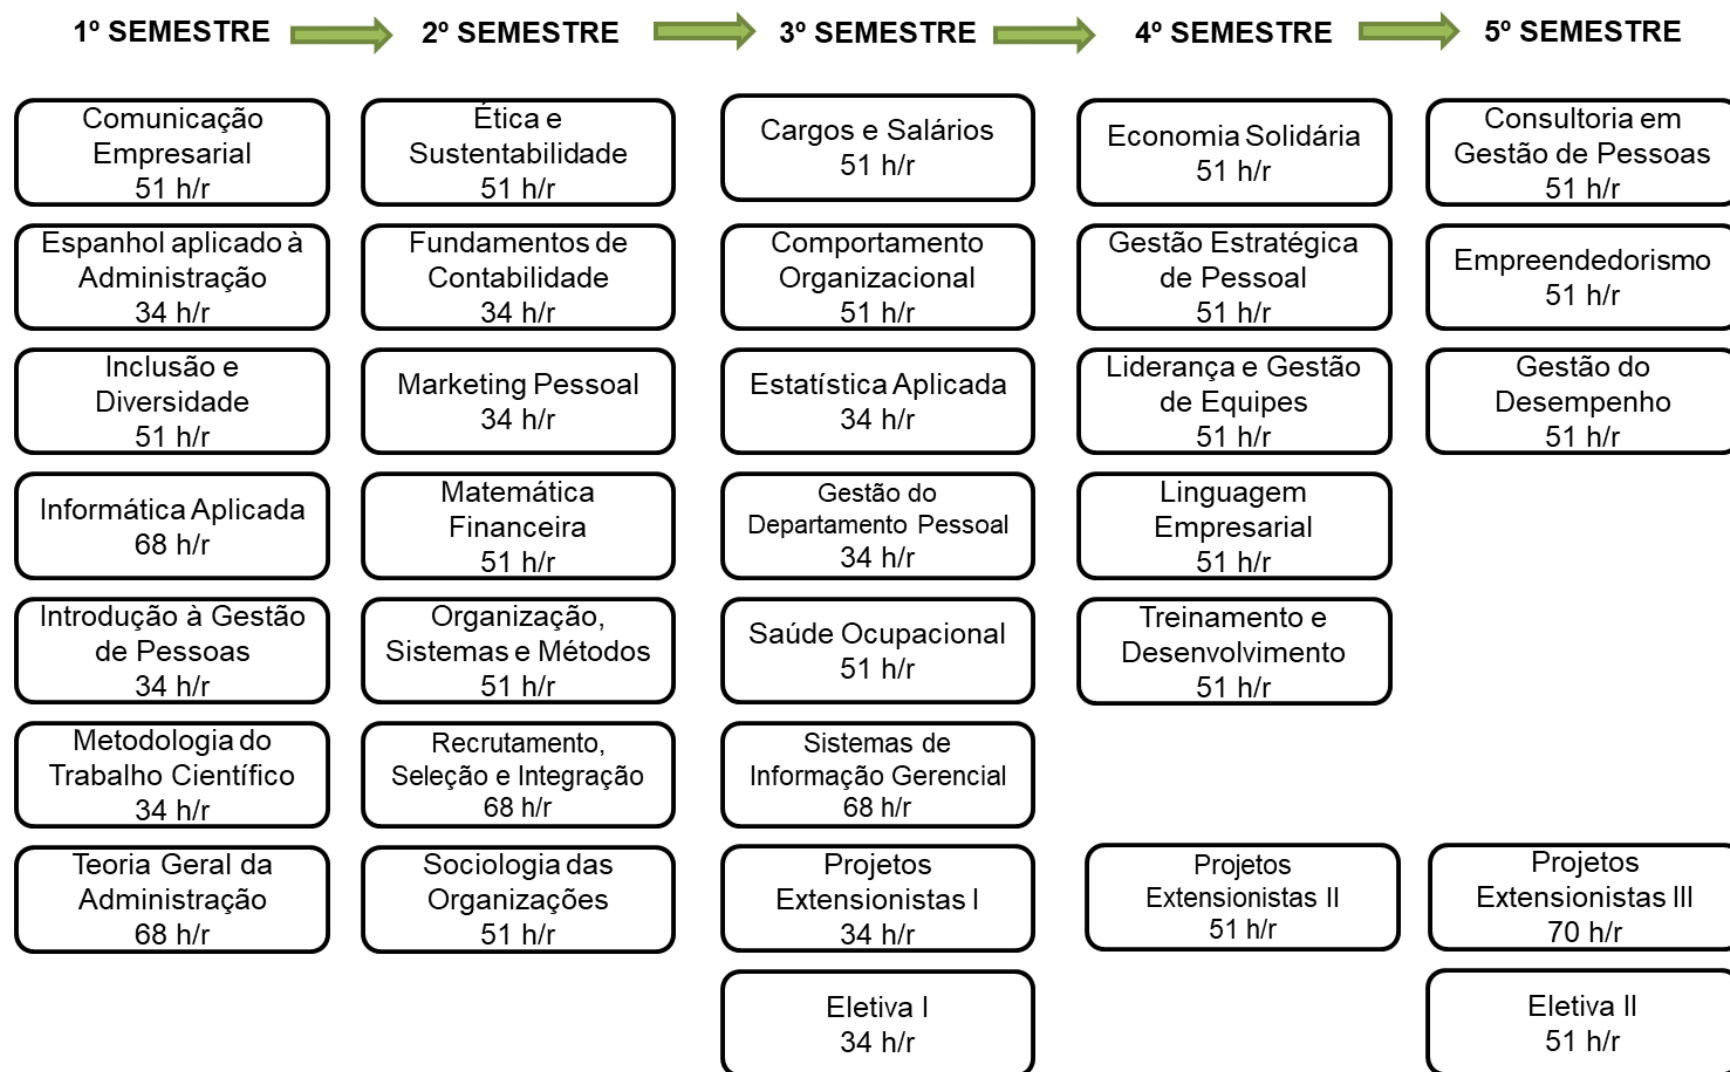 1º SEMESTRE
2º SEMESTRE
3º SEMESTRE
4º SEMESTRE
5º SEMESTRE
Comunicação
Empresarial
51 h/r
Espanhol aplicado à
Administração
34 h/r
Inclusão e
Diversidade
51 h/r
Informática Aplicada
68 h/r
Introdução à Gestão
de Pessoas
34 h/r
Metodologia do
Trabalho Científico
34 h/r
Teoria Geral da
Administração
68 h/r
Ética e
Sustentabilidade
51 h/r
Fundamentos de
Contabilidade
34 h/r
Marketing Pessoal
34 h/r
Matemática
Financeira
51 h/r
Organização,
Sistemas e Métodos
51 h/r
Recrutamento,
Seleção e Integração
68 h/r
Sociologia das
Organizações
51 h/r
Cargos e Salários
51 h/r
Comportamento
Organizacional
51 h/r
Estatística Aplicada
34 h/r
Gestão do
Departamento Pessoal
34 h/r
Saúde Ocupacional
51 h/r
Sistemas de
Informação Gerencial
68 h/r
Projetos
Extensionistas I
34 h/r
Eletiva I
34 h/r
Economia Solidária
51 h/r
Gestão Estratégica
de Pessoal
51 h/r
Liderança e Gestão
de Equipes
51 h/r
Linguagem
Empresarial
51 h/r
Treinamento e
Desenvolvimento
51 h/r
Projetos
Extensionistas II
51 h/r
Consultoria em
Gestão de Pessoas
51 h/r
Empreendedorismo
51 h/r
Gestão do
Desempenho
51 h/r
Projetos
Extensionistas III
70 h/r
Eletiva II
51 h/r